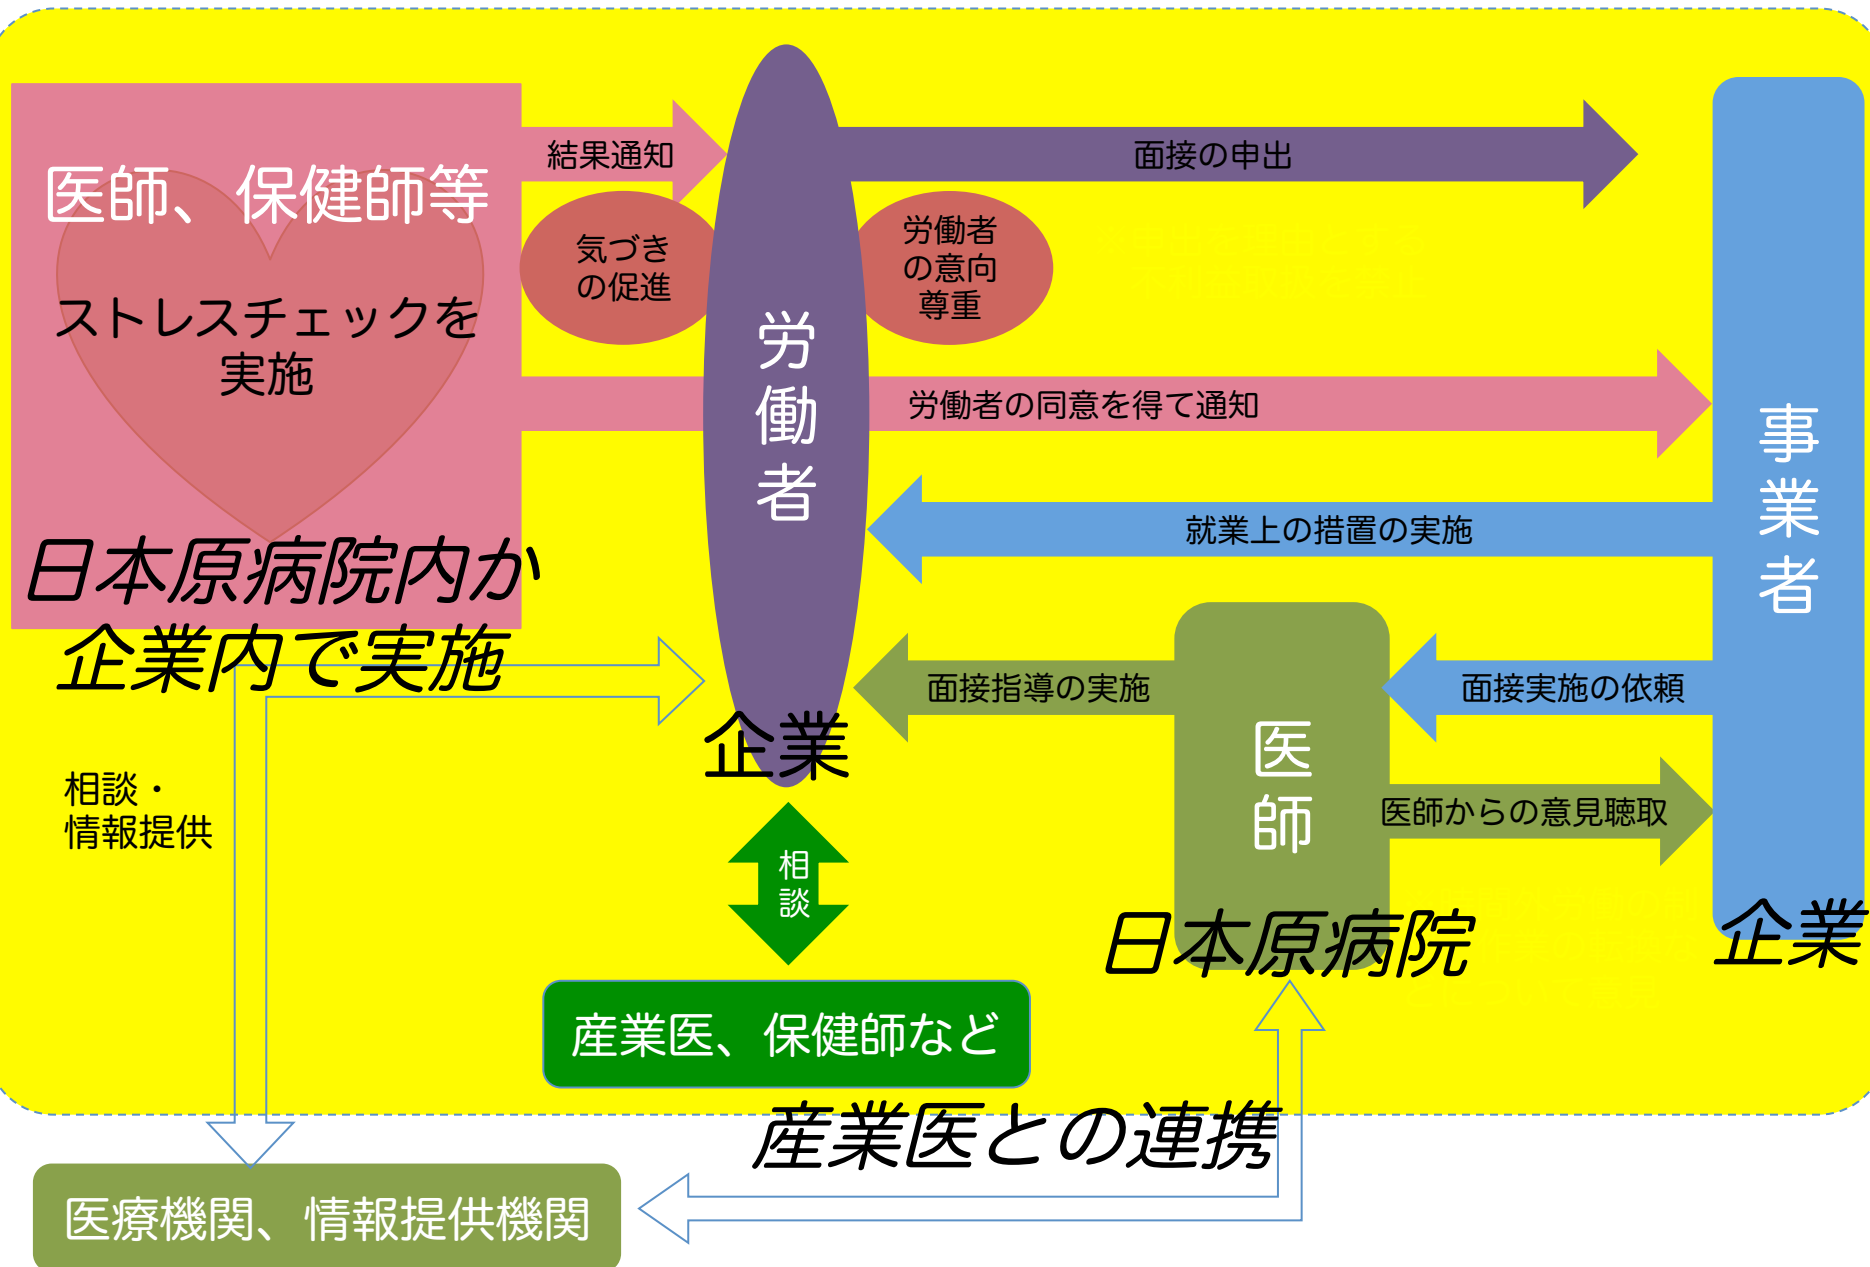 医師、保健師等
ストレスチェックを
実施
日本原病院内か
企業内で実施
結果通知
気づき
の促進
労働者
労働者
の意向
尊重
面接の申出
労働者の同意を得て通知
就業上の措置の実施
事業者
面接指導の実施
面接実施の依頼
医師
医師からの意見聴取
企業
日本原病院
企業
相談・
情報提供
相談
産業医、保健師など
産業医との連携
医療機関、情報提供機関